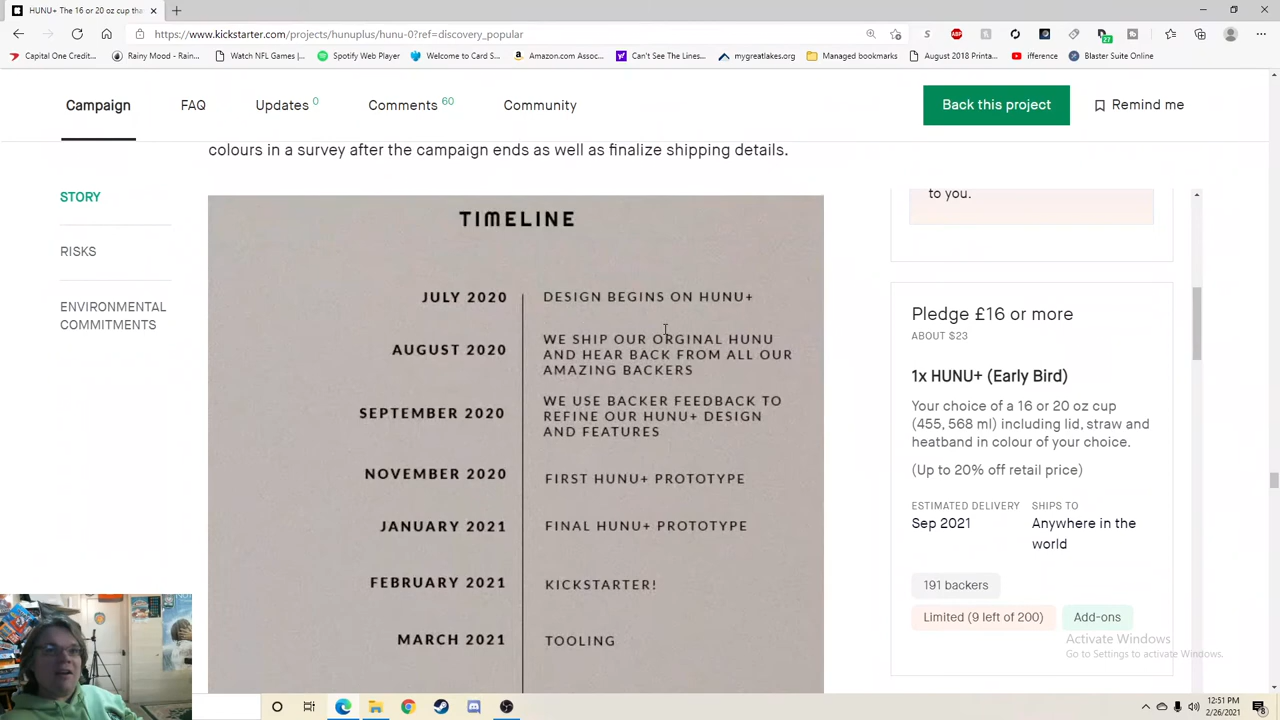 HUNU+ The 16 or 20 oz cup tha
https://www.kickstarter.com/projects/hunuplus/hunu-0?ref=discovery_popular
Capital One Credit... Rainy Mood - Rain... Watch NFL Games |... Spotify Web Player Welcome to Card S... Amazon.com Assoc... Can't See The Lines... mygreatlakes.org Managed bookmarks August 2018 Printa... ifference Blaster Suite Online
27
Campaign FAQ Updates 0 Comments 60 Community Back this project Remind me
colours in a survey after the campaign ends as well as finalize shipping details.
STORY
RISKS
ENVIRONMENTAL
COMMITMENTS
TIMELINE
JULY 2020 DESIGN BEGINS ON HUNU+
AUGUST 2020 WE SHIP OUR ORGINAL HUNU
AND HEAR BACK FROM ALL OUR
AMAZING BACKERS
SEPTEMBER 2020 WE USE BACKER FEEDBACK TO
REFINE OUR HUNU+ DESIGN
AND FEATURES
NOVEMBER 2020 FIRST HUNU+ PROTOTYPE
JANUARY 2021 FINAL HUNU+ PROTOTYPE
FEBRUARY 2021 KICKSTARTER!
MARCH 2021 TOOLING
to you.
Pledge £16 or more
ABOUT $23
1x HUNU+ (Early Bird)
Your choice of a 16 or 20 oz cup
(455, 568 ml) including lid, straw and
heatband in colour of your choice.
(Up to 20% off retail price)
ESTIMATED DELIVERY SHIPS TO
Sep 2021 Anywhere in the
world
191 backers
Limited (9 left of 200) Add-ons
Activate Windows
Go to Settings to activate Windows.
12:51 PM
2/26/2021